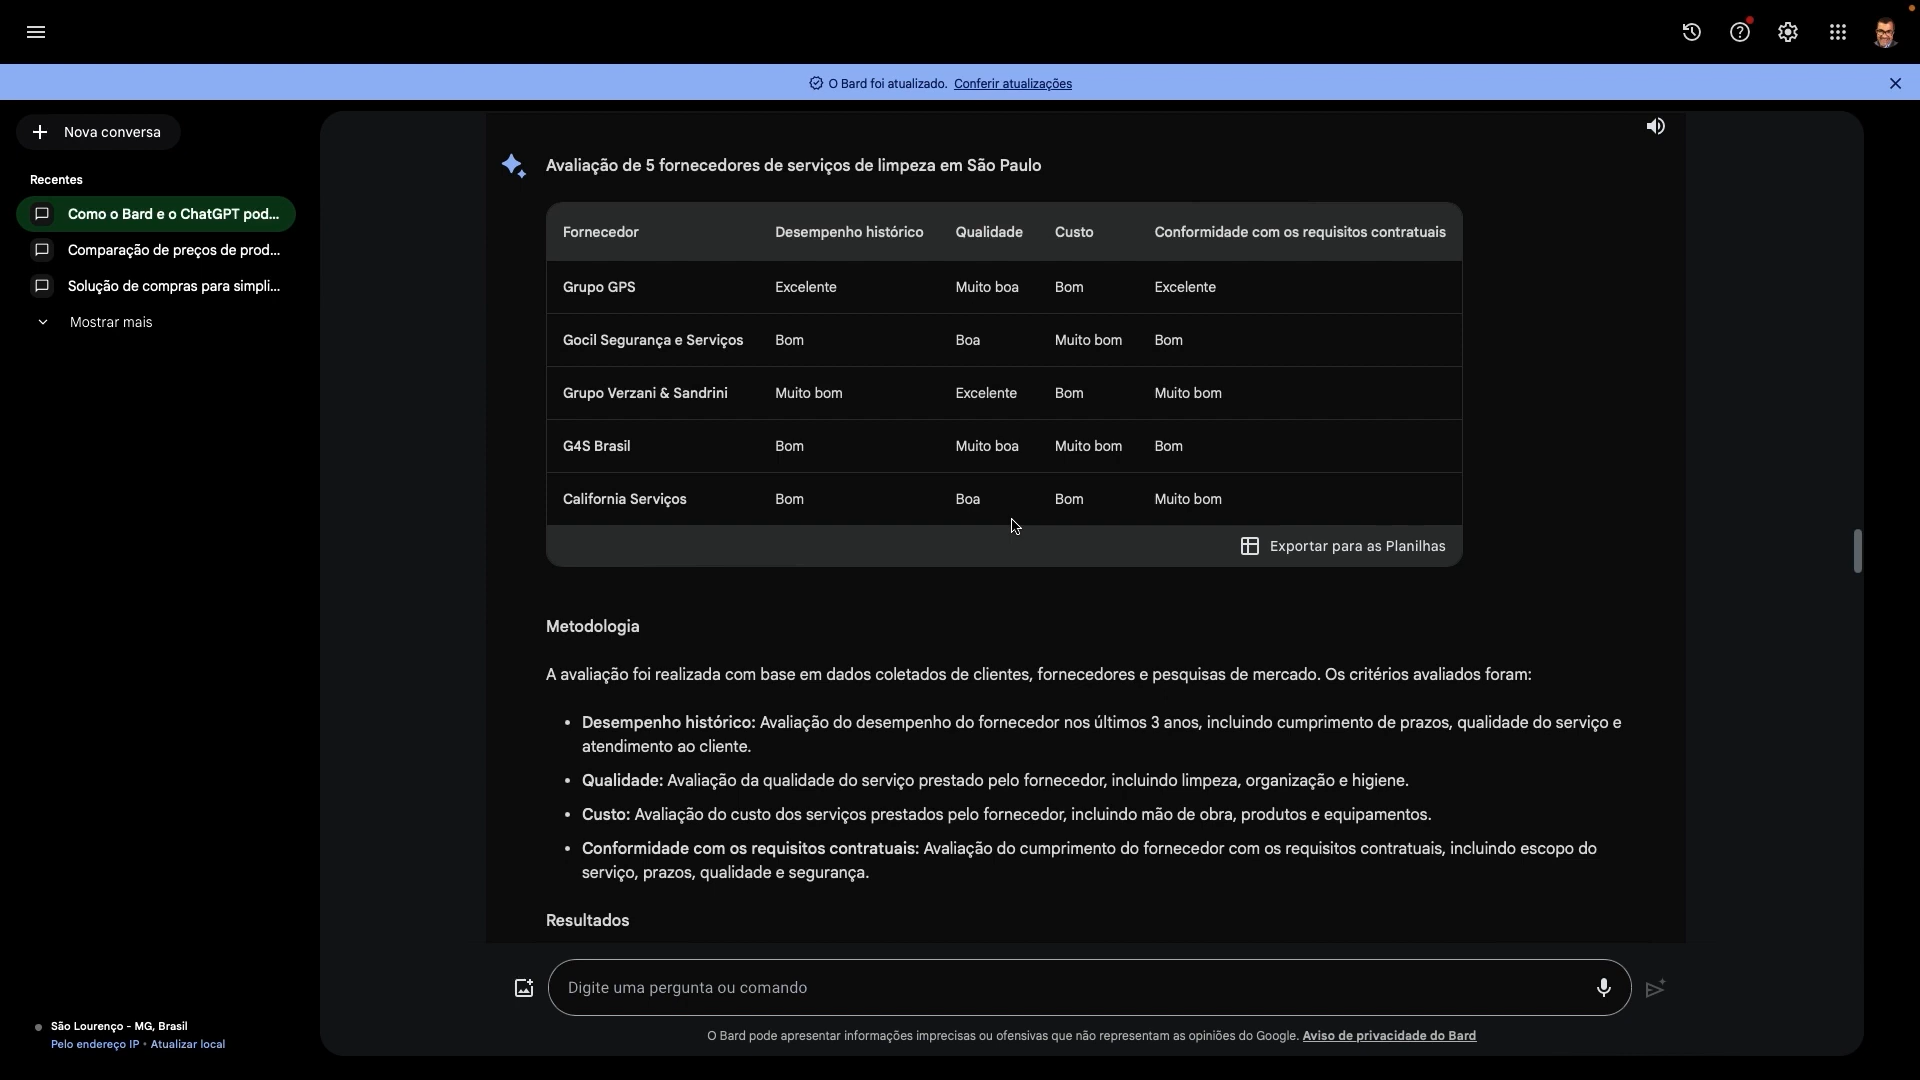 O Bard foi atualizado. Conferir atualizações
Nova conversa
Recentes
Como o Bard e o ChatGPT pod...
Comparação de preços de prod...
Solução de compras para simpli...
Mostrar mais
São Lourenço - MG, Brasil
Pelo endereço IP • Atualizar local
Avaliação de 5 fornecedores de serviços de limpeza em São Paulo
Fornecedor Desempenho histórico Qualidade Custo Conformidade com os requisitos contratuais
Grupo GPS Excelente Muito boa Bom Excelente
Gocil Segurança e Serviços Bom Boa Muito bom Bom
Grupo Verzani & Sandrini Muito bom Excelente Bom Muito bom
G4S Brasil Bom Muito boa Muito bom Bom
California Serviços Bom Boa Bom Muito bom
Exportar para as Planilhas
Metodologia
A avaliação foi realizada com base em dados coletados de clientes, fornecedores e pesquisas de mercado. Os critérios avaliados foram:
• Desempenho histórico: Avaliação do desempenho do fornecedor nos últimos 3 anos, incluindo cumprimento de prazos, qualidade do serviço e
atendimento ao cliente.
• Qualidade: Avaliação da qualidade do serviço prestado pelo fornecedor, incluindo limpeza, organização e higiene.
• Custo: Avaliação do custo dos serviços prestados pelo fornecedor, incluindo mão de obra, produtos e equipamentos.
• Conformidade com os requisitos contratuais: Avaliação do cumprimento do fornecedor com os requisitos contratuais, incluindo escopo do
serviço, prazos, qualidade e segurança.
Resultados
Digite uma pergunta ou comando
O Bard pode apresentar informações imprecisas ou ofensivas que não representam as opiniões do Google. Aviso de privacidade do Bard